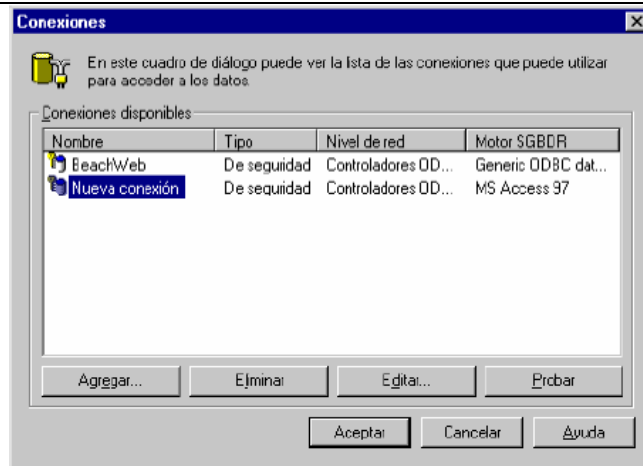 Conexiones
En este cuadro de diálogo puede ver la lista de las conexiones que puede utilizar
para acceder a los datos.
Conexiones disponibles
Nombre Tipo Nivel de red Motor SGBDR
BeachWeb De seguridad Controladores OD... Generic ODBC dat...
Nueva conexión De seguridad Controladores OD... MS Access 97
Agregar... Eliminar Editar... Probar
Aceptar Cancelar Ayuda